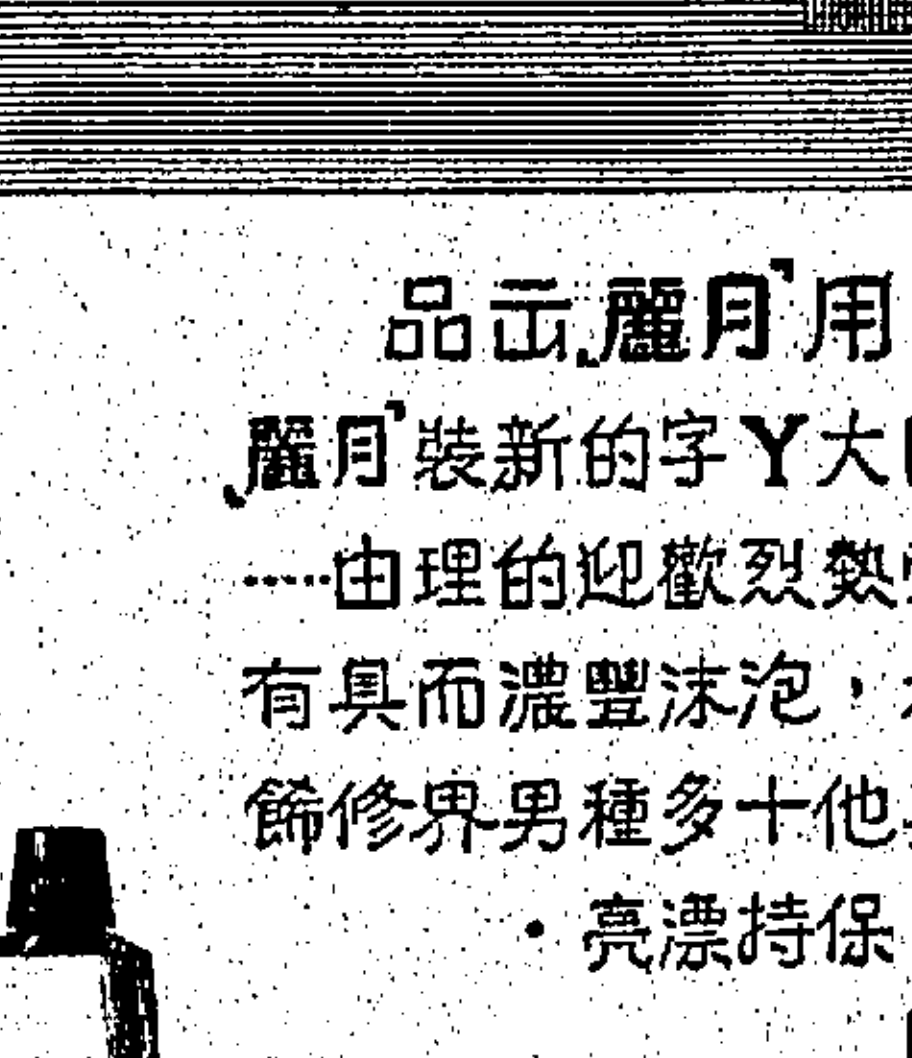 用「月麗」品
大Y字的新裝「月麗」
熱烈歡迎的理由……
，泡沫豐濃而具有
他十多種男界修飾
保持漂亮．